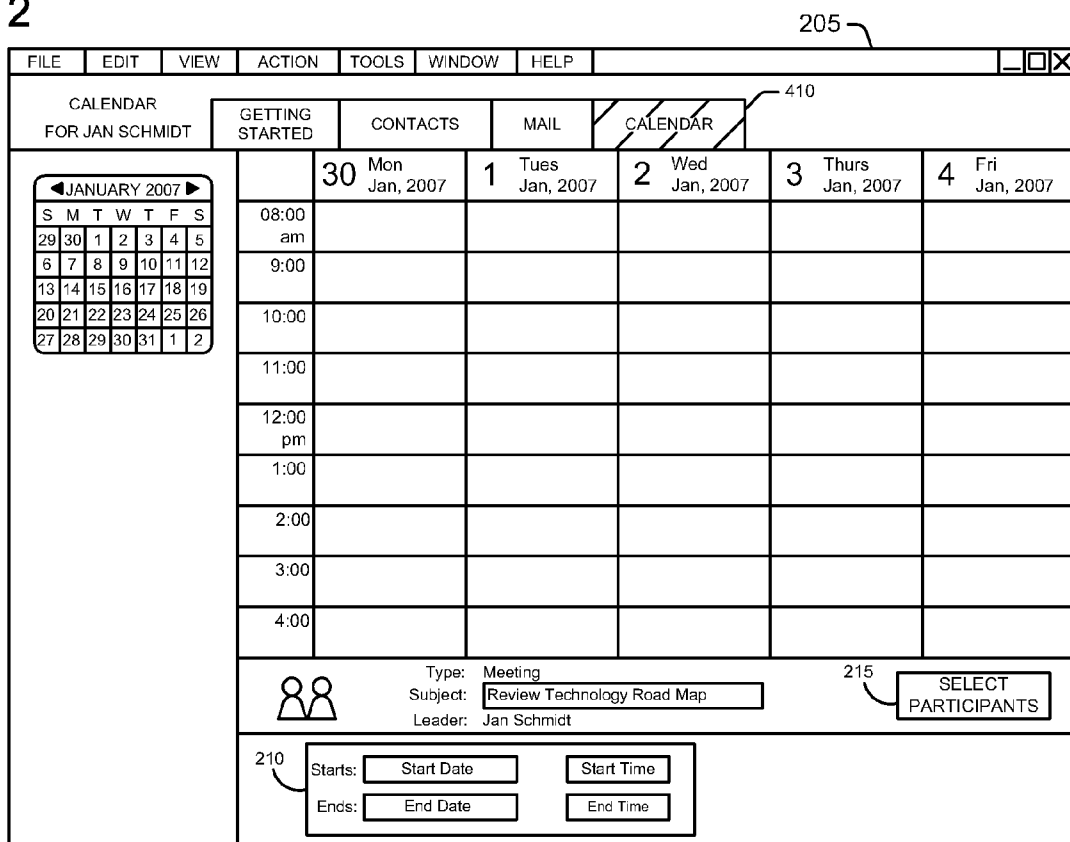 2
205
FILE EDIT VIEW ACTION TOOLS WINDOW HELP
410
CALENDAR
FOR JAN SCHMIDT
GETTING
STARTED
CONTACTS
MAIL
CALENDAR
JANUARY 2007
S M T W T F S
29 30 1 2 3 4 5
6 7 8 9 10 11 12
13 14 15 16 17 18 19
20 21 22 23 24 25 26
27 28 29 30 31 1 2
30 Mon
Jan, 2007
1 Tues
Jan, 2007
2 Wed
Jan, 2007
3 Thurs
Jan, 2007
4 Fri
Jan, 2007
08:00
am
9:00
10:00
11:00
12:00
pm
1:00
2:00
3:00
4:00
Type: Meeting
Subject: Review Technology Road Map
Leader: Jan Schmidt
215
SELECT
PARTICIPANTS
210
Starts: Start Date Start Time
Ends: End Date End Time